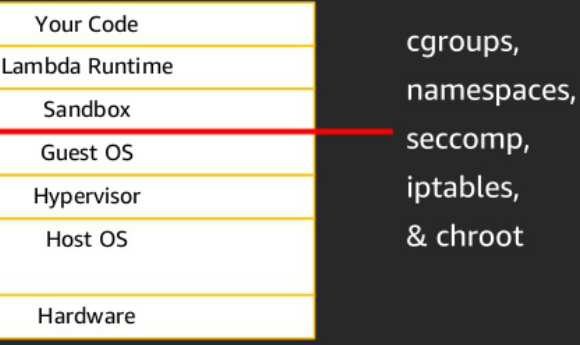 Your Code
Lambda Runtime
Sandbox
Guest OS
Hypervisor
Host OS
Hardware
cgroups,
namespaces,
seccomp,
iptables,
& chroot